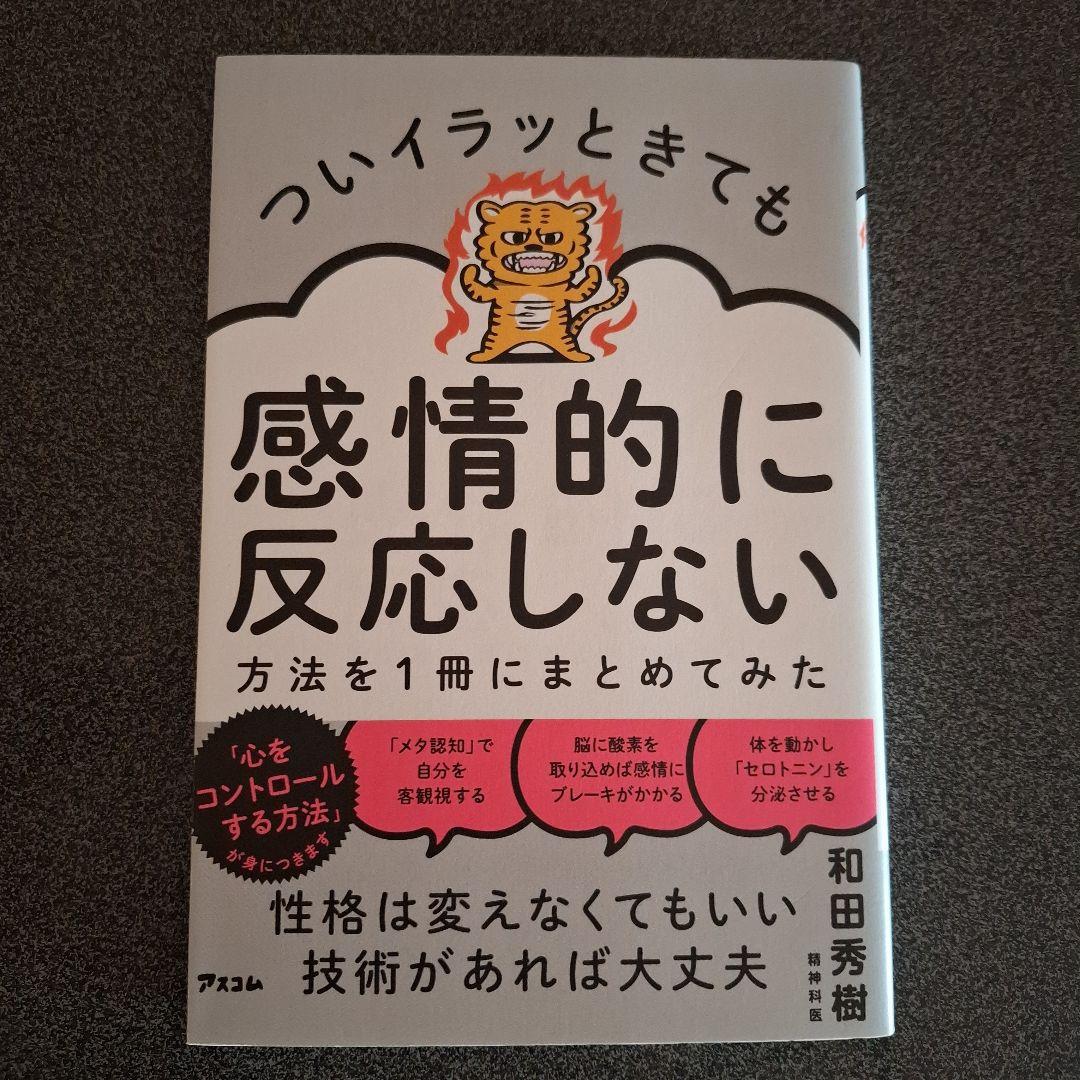 ついイラッときても
感情的に
反応しない
方法を1冊にまとめてみた
「心を
コントロール
する方法」
が身につきます
「メタ認知」で
自分を
客観視する
脳に酸素を
取り込めば感情に
ブレーキがかかる
体を動かし
「セロトニン」を
分泌させる
性格は変えなくてもいい
技術があれば大丈夫
和田秀樹
精神科医
アスコム